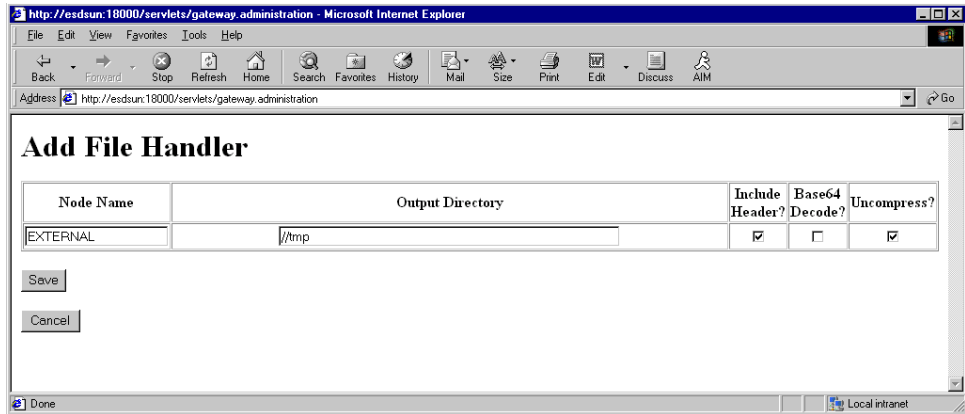 http://esdsun:18000/servlets/gateway.administration - Microsoft Internet Explorer
File Edit View Favorites Tools Help
Back Forward Stop Refresh Home Search Favorites History Mail Size Print Edit Discuss AIM
Address http://esdsun:18000/servlets/gateway.administration Go
Add File Handler
Node Name Output Directory Include Header? Base64 Decode? Uncompress?
EXTERNAL //tmp
Save
Cancel
Done Local intranet